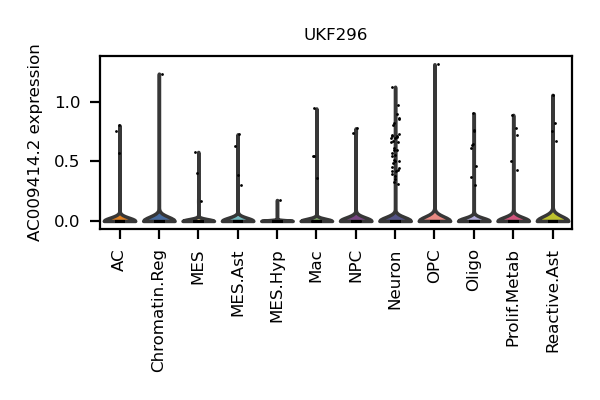 UKF296
AC009414.2 expression
1.0
0.5
0.0
AC
Chromatin.Reg
MES
MES.Ast
MES.Hyp
Mac
NPC
Neuron
OPC
Oligo
Prolif.Metab
Reactive.Ast